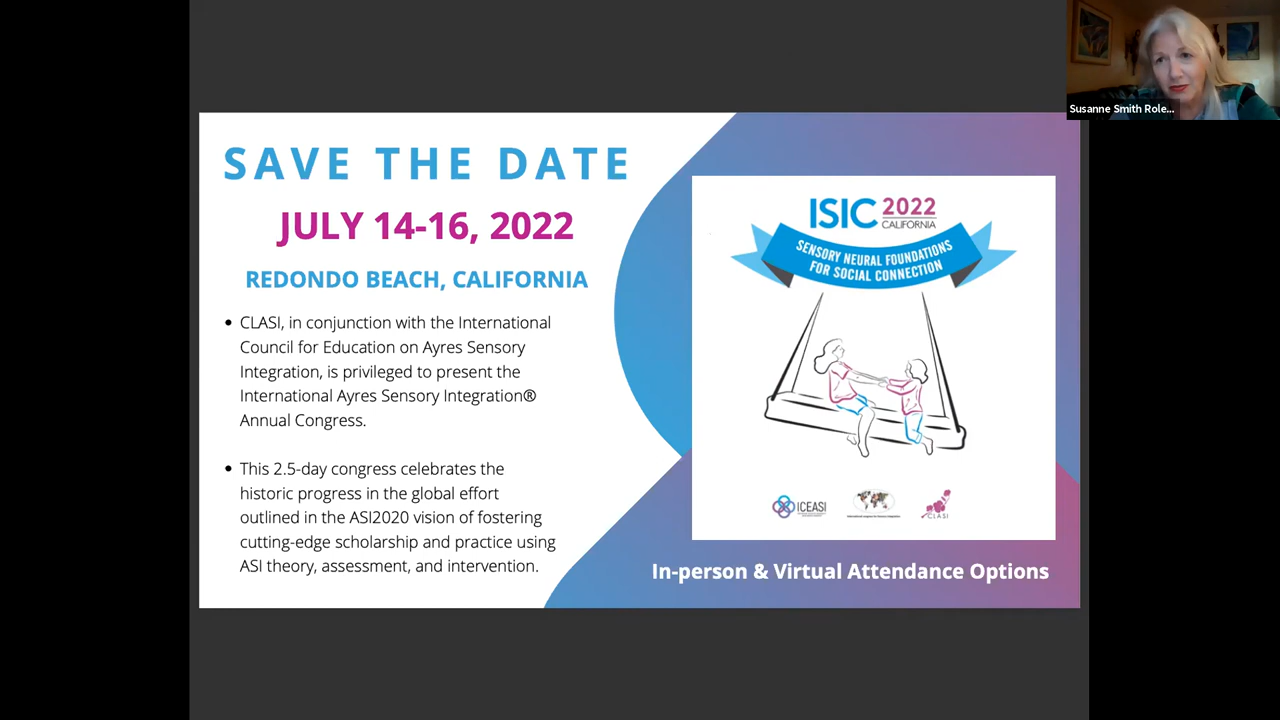 Susanne Smith Role...
SAVE THE DATE
JULY 14-16, 2022
REDONDO BEACH, CALIFORNIA
• CLASI, in conjunction with the International
Council for Education on Ayres Sensory
Integration, is privileged to present the
International Ayres Sensory Integration®
Annual Congress.
• This 2.5-day congress celebrates the
historic progress in the global effort
outlined in the ASI2020 vision of fostering
cutting-edge scholarship and practice using
ASI theory, assessment, and intervention.
ISIC 2022
CALIFORNIA
SENSORY NEURAL FOUNDATIONS
FOR SOCIAL CONNECTION
ICEASI
CLASI
In-person & Virtual Attendance Options